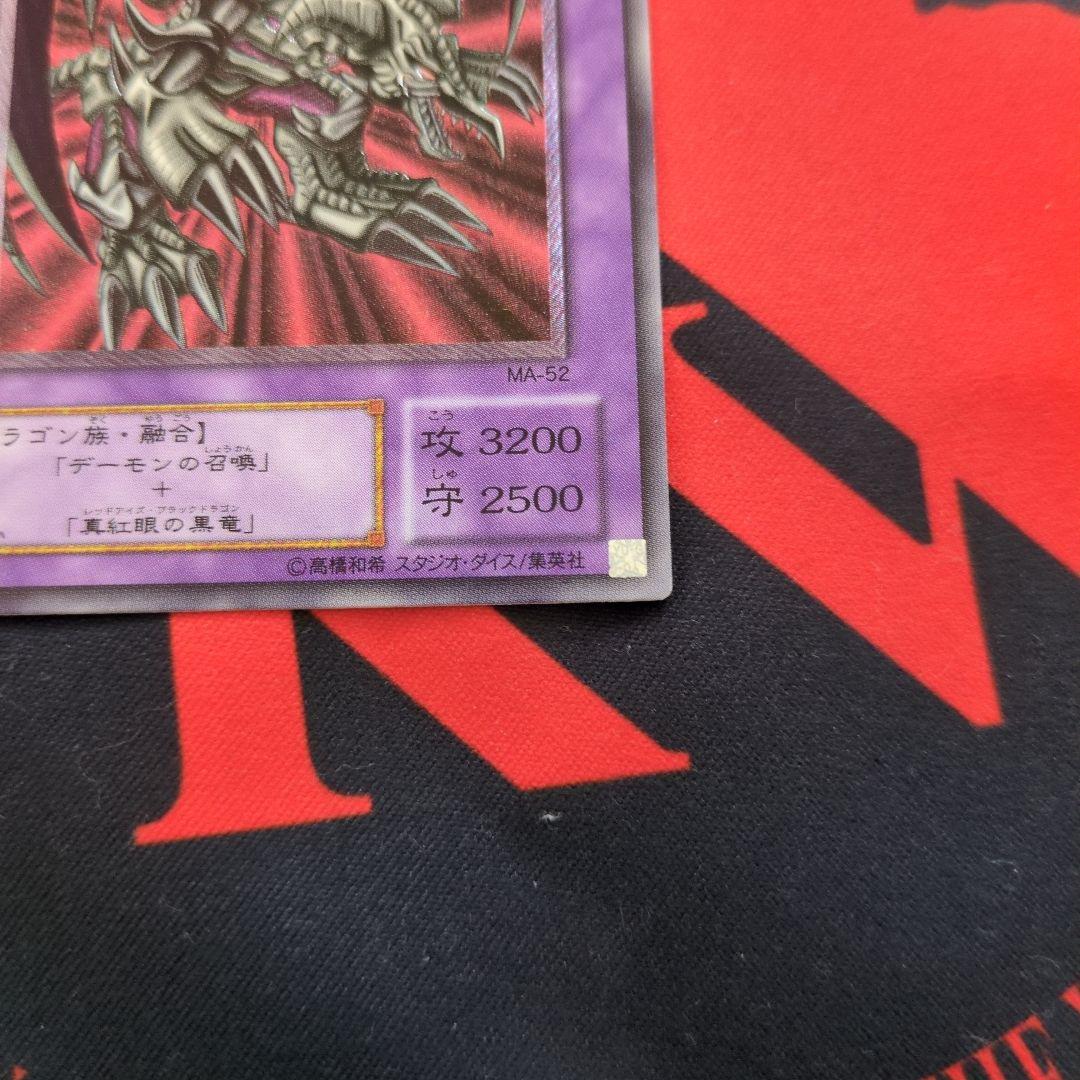 MA-52
ラゴン族・融合】
「デーモンの召喚」
+
「真紅眼の黒竜」
攻 3200
守 2500
©高橋和希 スタジオ・ダイス/集英社
THE